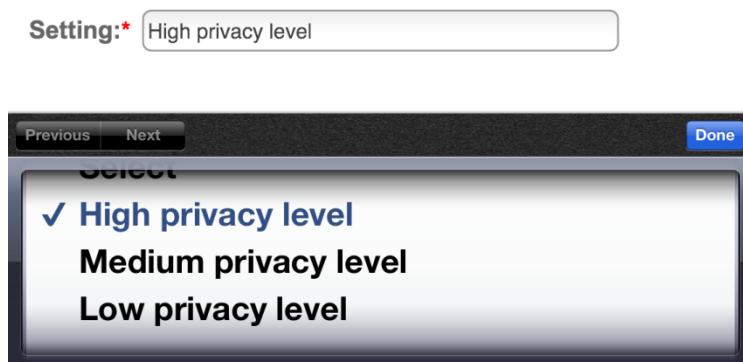 Setting:* High privacy level
Previous Next Done
Select
✓ High privacy level
Medium privacy level
Low privacy level